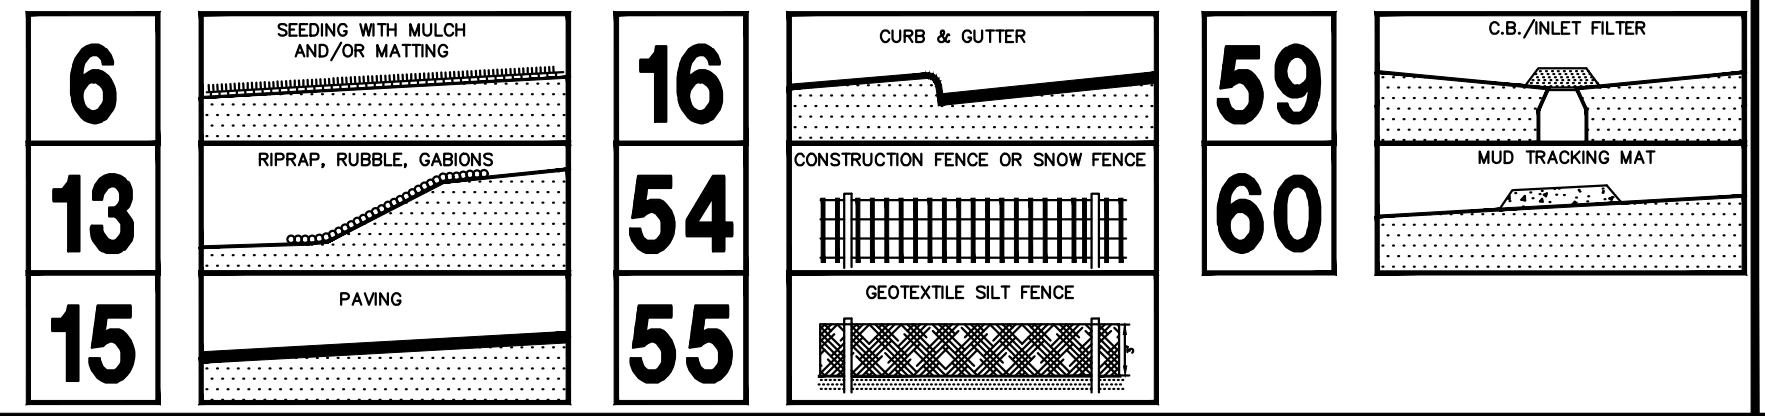 6
SEEDING WITH MULCH
AND/OR MATTING
13
RIPRAP, RUBBLE, GABIONS
15
PAVING
16
CURB & GUTTER
54
CONSTRUCTION FENCE OR SNOW FENCE
55
GEOTEXTILE SILT FENCE
3'
59
C.B./INLET FILTER
60
MUD TRACKING MAT